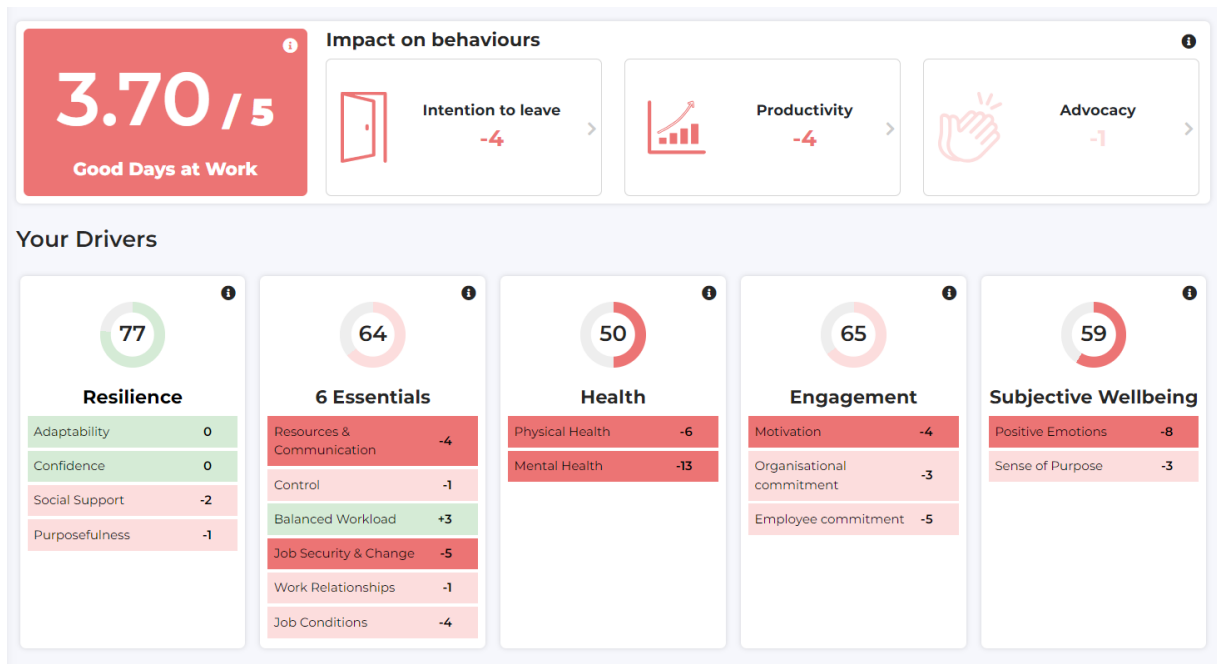 3.70 / 5
Good Days at Work
Impact on behaviours
Intention to leave
-4
Productivity
-4
Advocacy
-1
Your Drivers
77
Resilience
Adaptability 0
Confidence 0
Social Support -2
Purposefulness -1
64
6 Essentials
Resources &
Communication -4
Control -1
Balanced Workload +3
Job Security & Change -5
Work Relationships -1
Job Conditions -4
50
Health
Physical Health -6
Mental Health -13
65
Engagement
Motivation -4
Organisational
commitment -3
Employee commitment -5
59
Subjective Wellbeing
Positive Emotions -8
Sense of Purpose -3